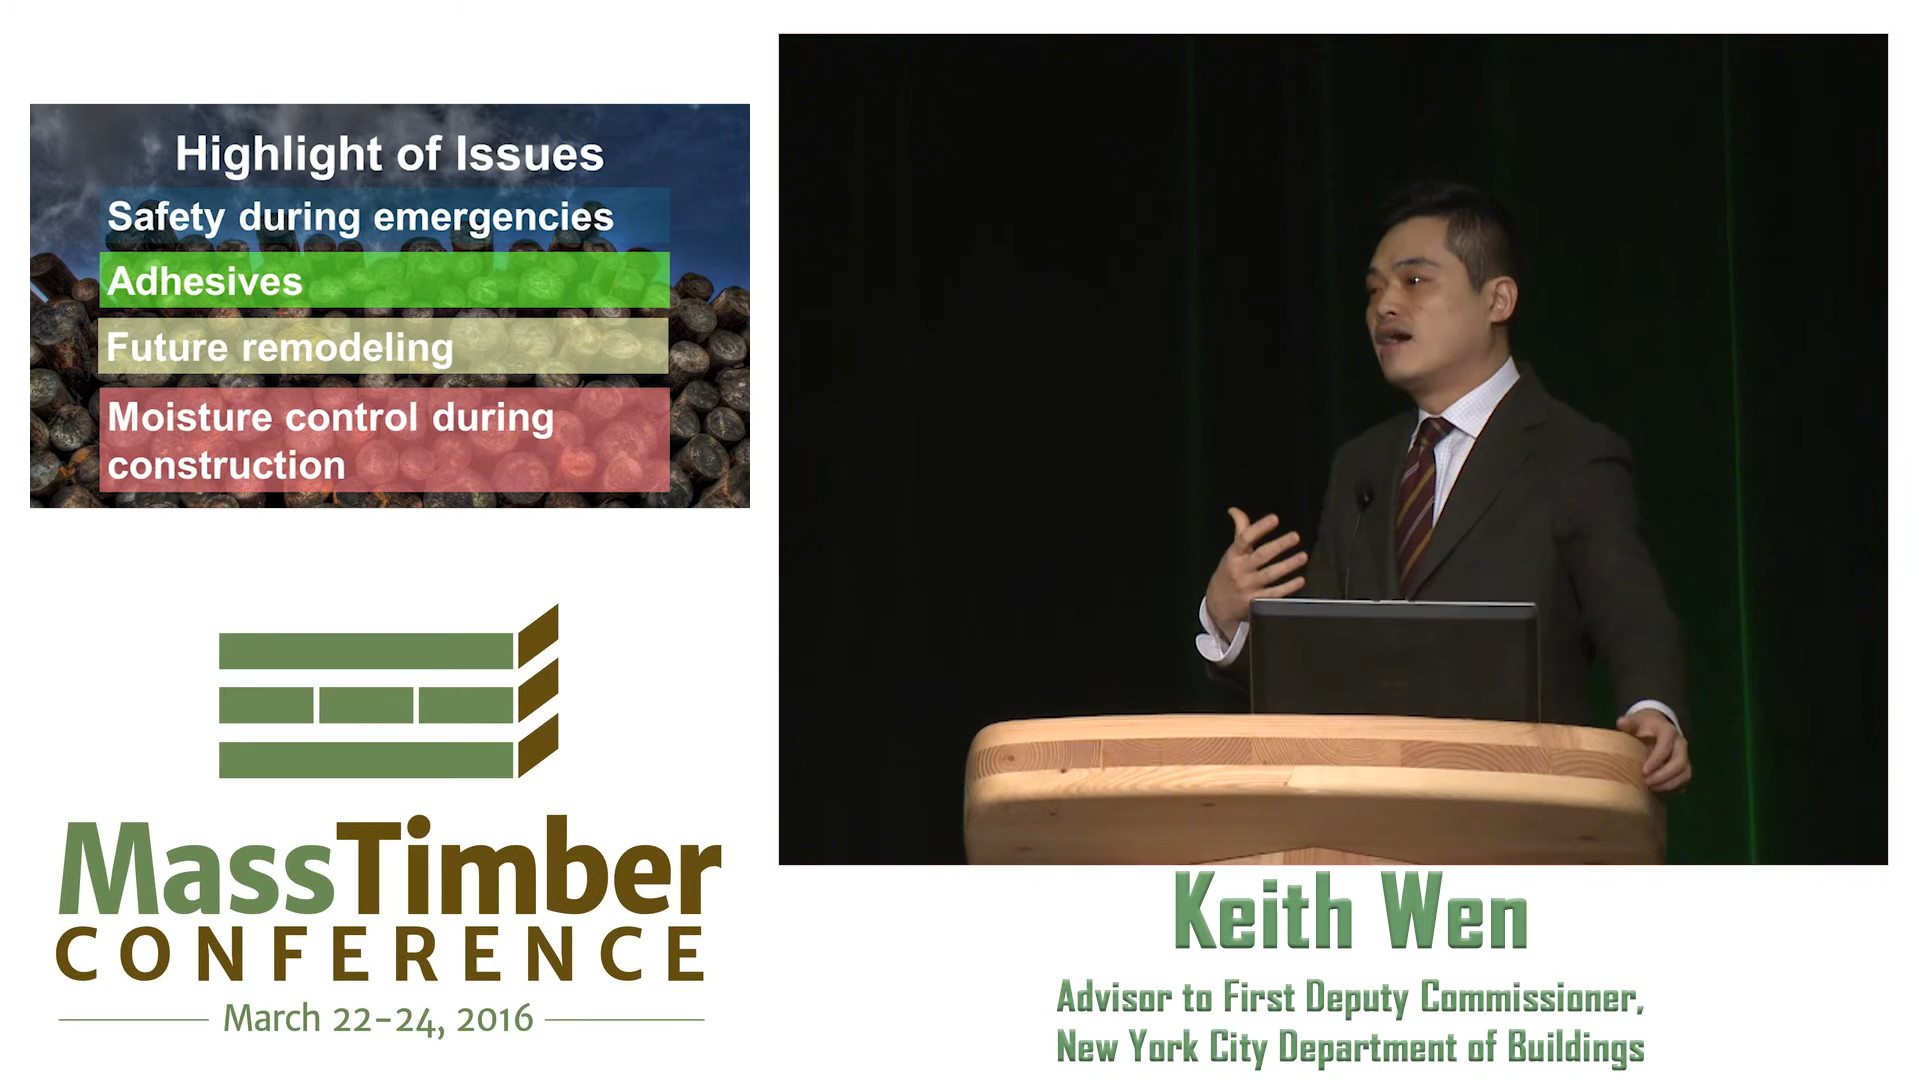 Highlight of Issues
Safety during emergencies
Adhesives
Future remodeling
Moisture control during
construction
MassTimber
CONFERENCE
March 22-24, 2016
Keith Wen
Advisor to First Deputy Commissioner,
New York City Department of Buildings